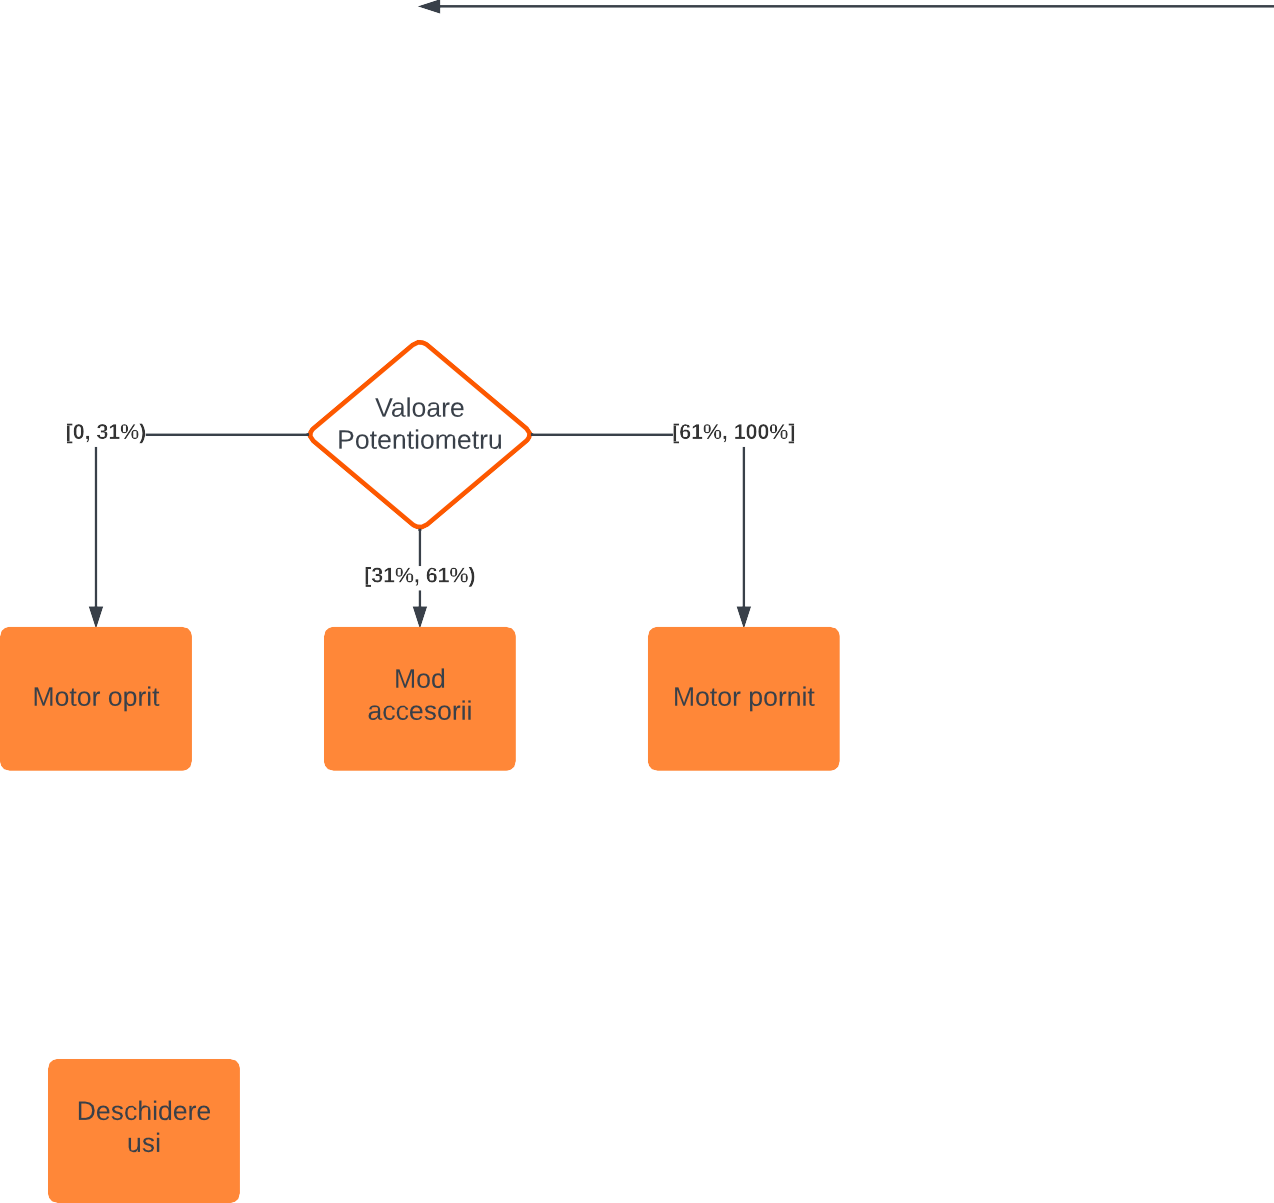 Valoare
Potentiometru
[0, 31%)
[61%, 100%]
[31%, 61%)
Motor oprit
Mod
accesorii
Motor pornit
Deschidere
usi